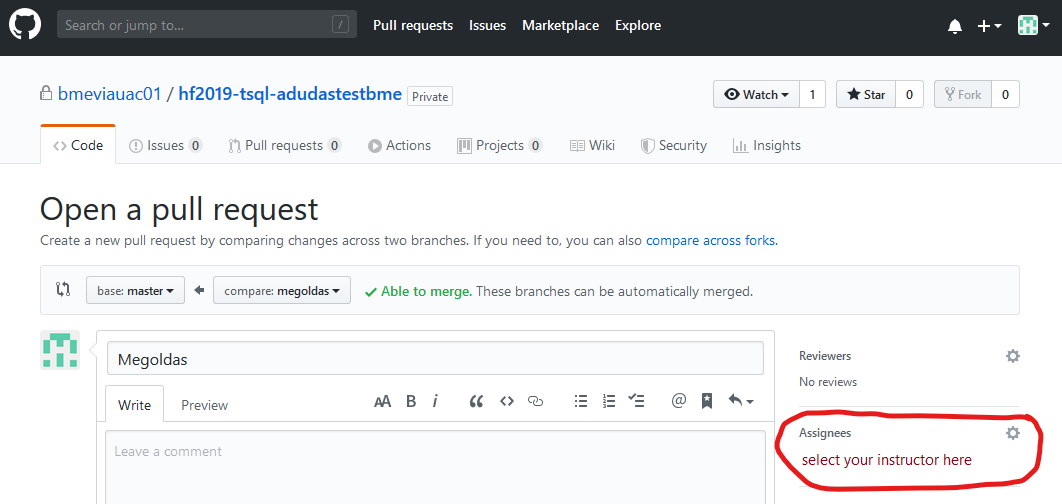 Search or jump to... /
Pull requests Issues Marketplace Explore
bmeviauac01 / hf2019-tsql-adudastestbme Private
Watch 1 Star 0 Fork 0
Code Issues 0 Pull requests 0 Actions Projects 0 Wiki Security Insights
Open a pull request
Create a new pull request by comparing changes across two branches. If you need to, you can also compare across forks.
base: master compare: megoldas Able to merge. These branches can be automatically merged.
Megoldas
Reviewers
No reviews
Write Preview AA B i
Assignees
select your instructor here
Leave a comment